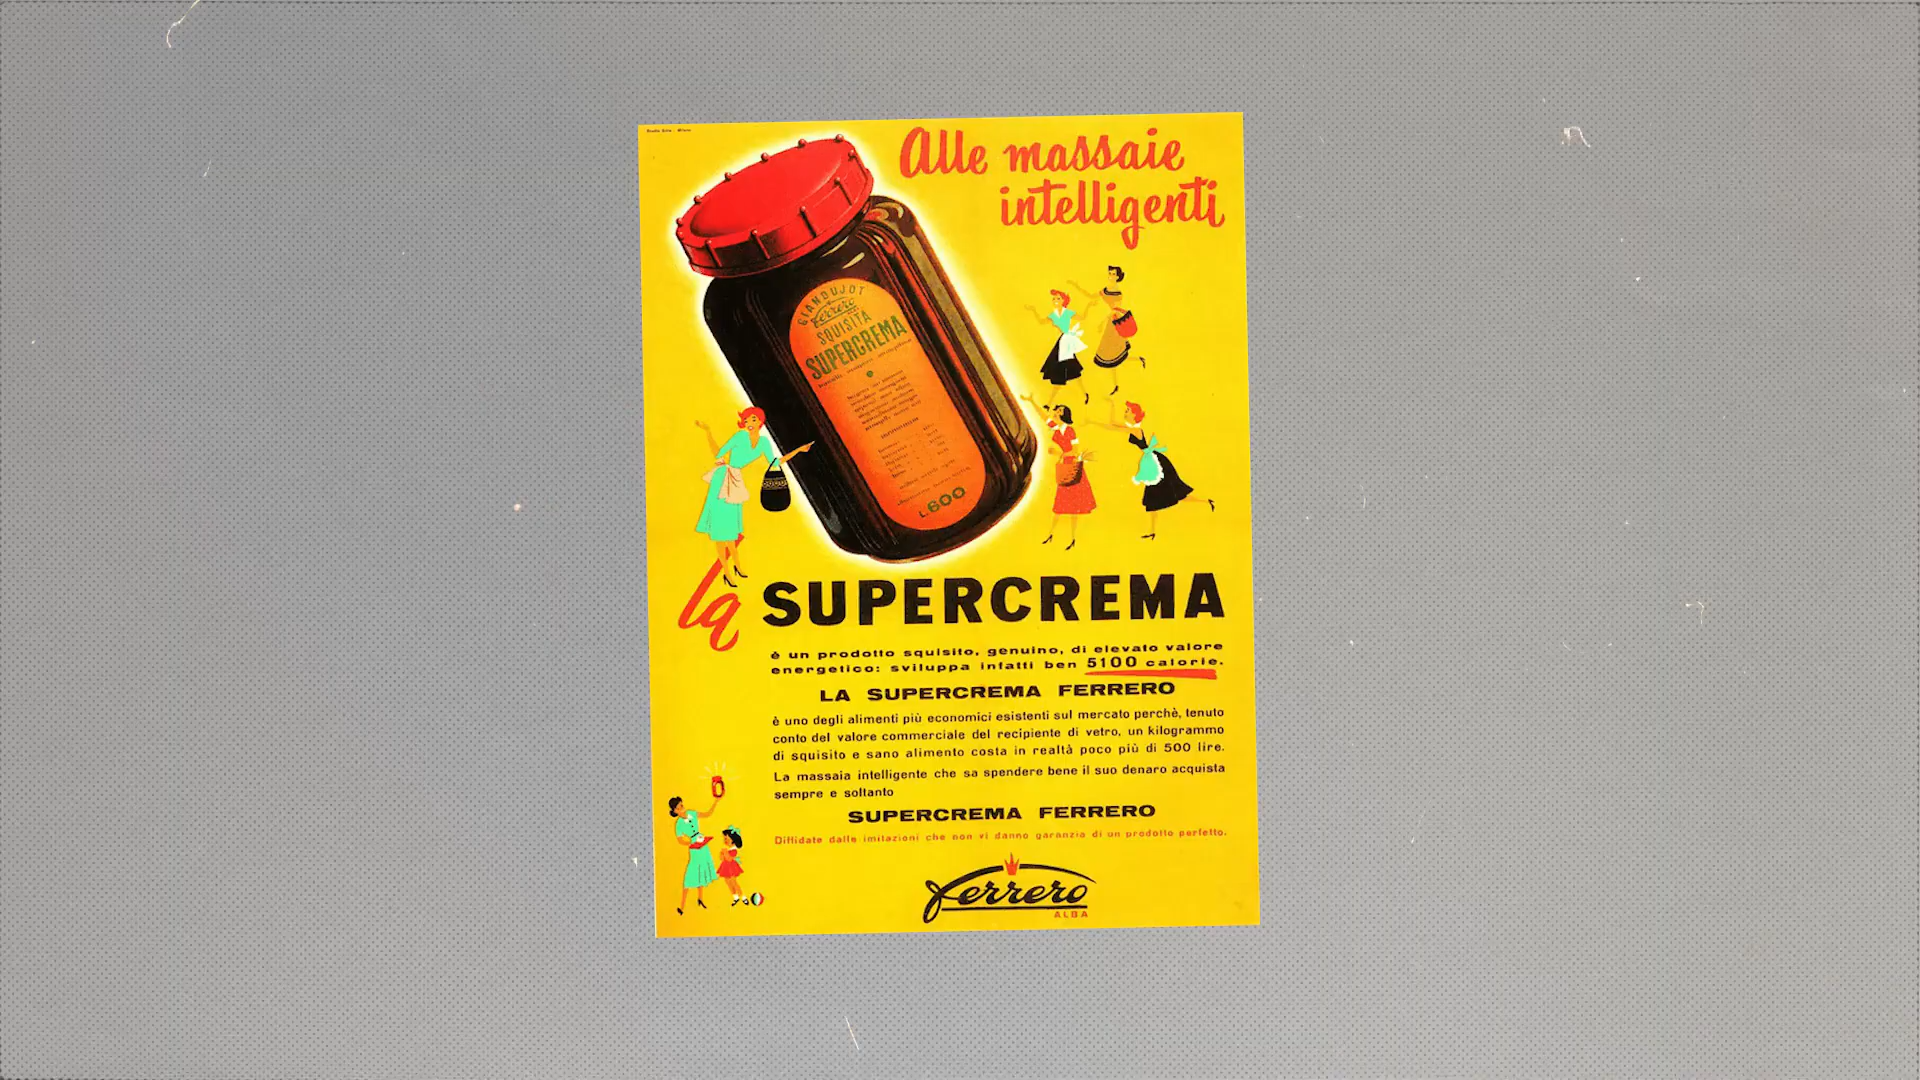 Alle massaie
intelligenti
GIANDUJOT
Ferrero
SQUISITA
SUPERCREMA
L.600
la SUPERCREMA
è un prodotto squisito, genuino, di elevato valore
energetico: sviluppa infatti ben 5100 calorie.
LA SUPERCREMA FERRERO
è uno degli alimenti più economici esistenti sul mercato perchè, tenuto
conto del valore commerciale del recipiente di vetro, un kilogrammo
di squisito e sano alimento costa in realtà poco più di 500 lire.
La massaia intelligente che sa spendere bene il suo denaro acquista
sempre e soltanto
SUPERCREMA FERRERO
Diffidate dalle imitazioni che non vi danno garanzia di un prodotto perfetto.
Ferrero
ALBA